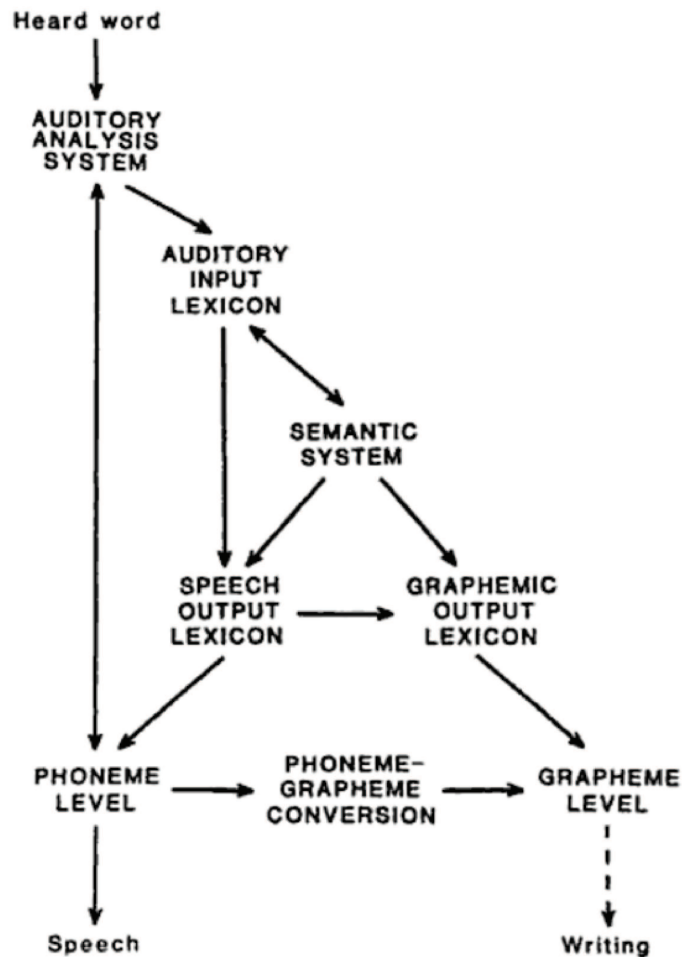 Heard word
AUDITORY
ANALYSIS
SYSTEM
AUDITORY
INPUT
LEXICON
SEMANTIC
SYSTEM
SPEECH
OUTPUT
LEXICON
GRAPHEMIC
OUTPUT
LEXICON
PHONEME
LEVEL
PHONEME-
GRAPHEME
CONVERSION
GRAPHEME
LEVEL
Speech
Writing